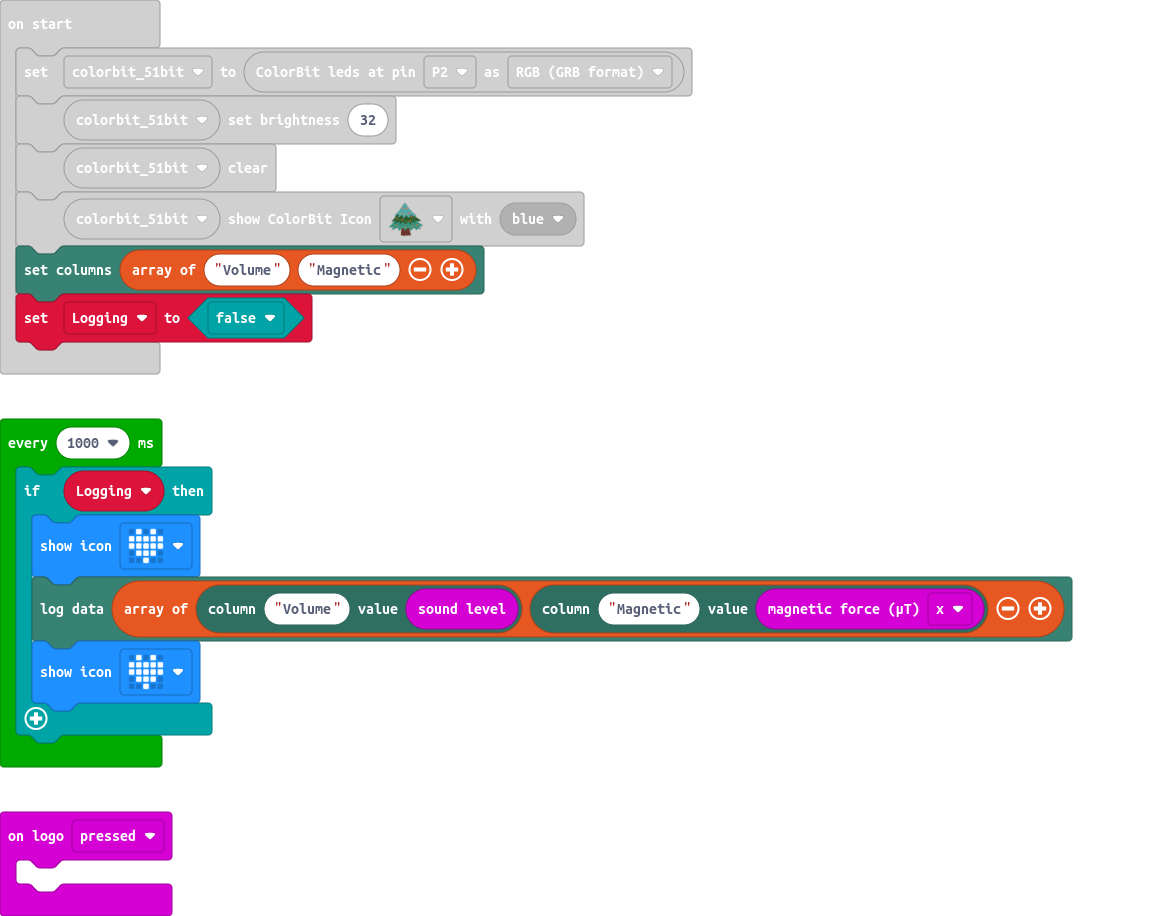 on start
set colorbit_51bit to ColorBit leds at pin P2 as RGB (GRB format)
colorbit_51bit set brightness 32
colorbit_51bit clear
colorbit_51bit show ColorBit Icon with blue
set columns array of "Volume" "Magnetic"
set Logging to false
every 1000 ms
if Logging then
show icon
log data array of column "Volume" value sound level column "Magnetic" value magnetic force (µT) x
show icon
on logo pressed